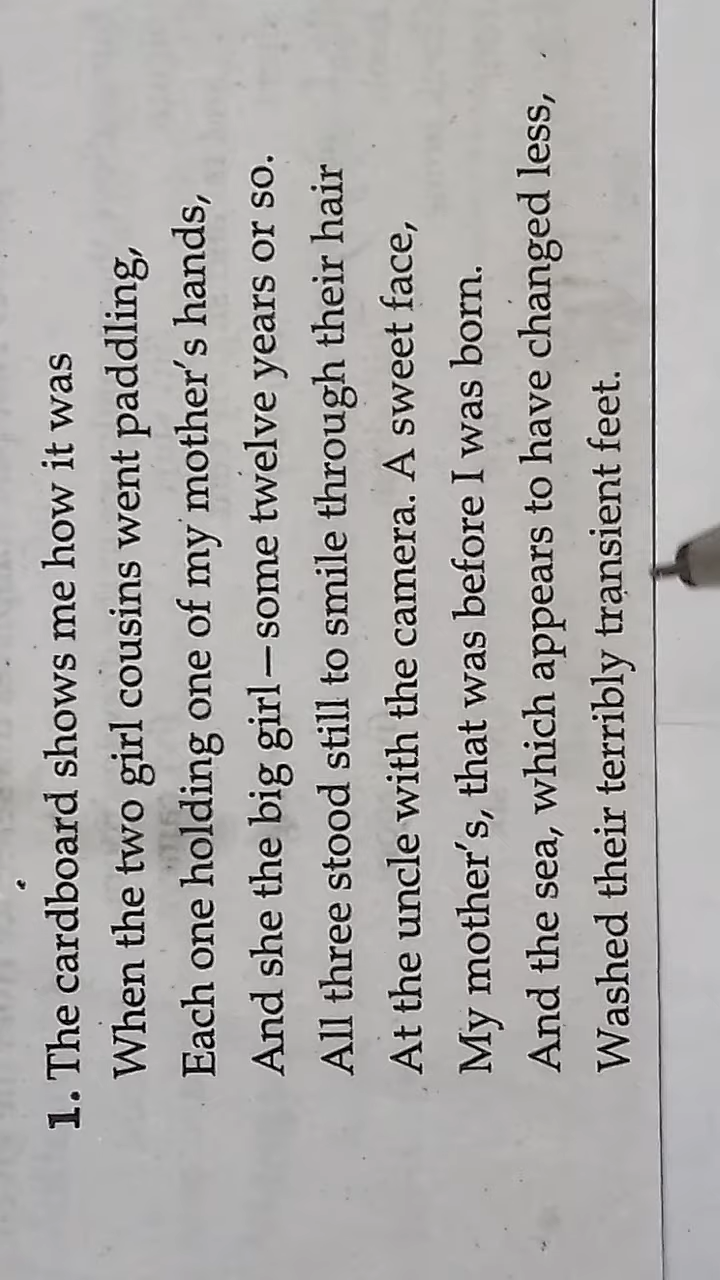 1. The cardboard shows me how it was
When the two girl cousins went paddling,
Each one holding one of my mother's hands,
And she the big girl—some twelve years or so.
All three stood still to smile through their hair
At the uncle with the camera. A sweet face,
My mother's, that was before I was born.
And the sea, which appears to have changed less,
Washed their terribly transient feet.